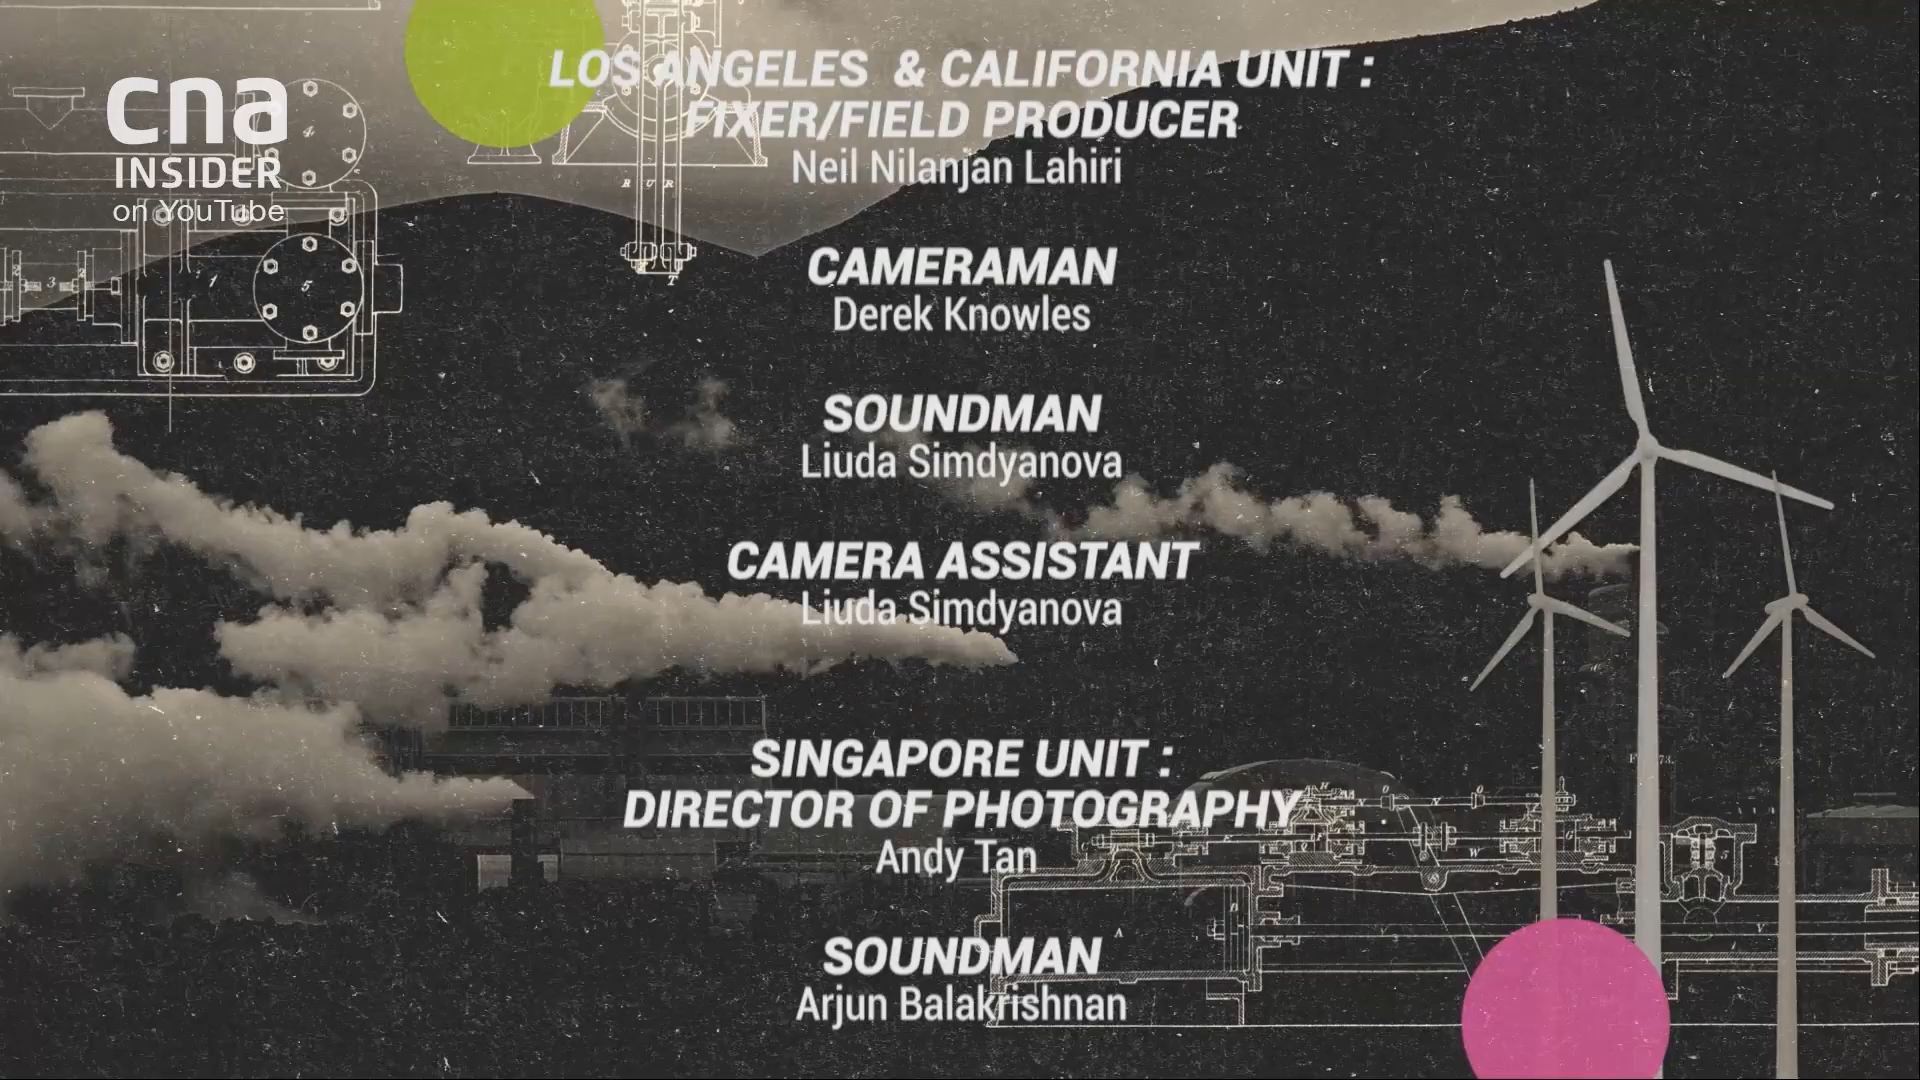 cna
INSIDER
on YouTube
LOS ANGELES & CALIFORNIA UNIT :
FIXER/FIELD PRODUCER
Neil Nilanjan Lahiri
CAMERAMAN
Derek Knowles
SOUNDMAN
Liuda Simdyanova
CAMERA ASSISTANT
Liuda Simdyanova
SINGAPORE UNIT :
DIRECTOR OF PHOTOGRAPHY
Andy Tan
SOUNDMAN
Arjun Balakrishnan